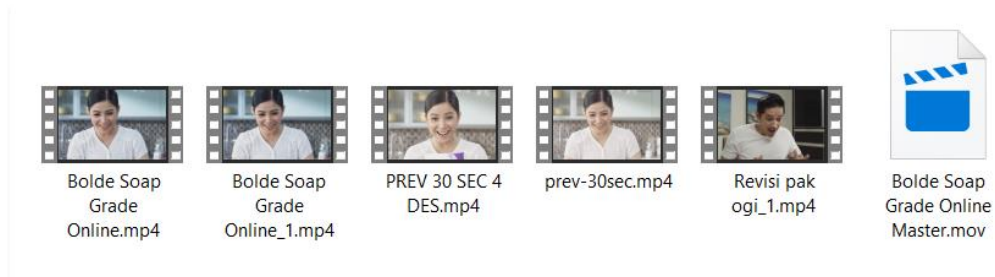 Bolde Soap
Grade
Online.mp4
Bolde Soap
Grade
Online_1.mp4
PREV 30 SEC 4
DES.mp4
prev-30sec.mp4
Revisi pak
ogi_1.mp4
Bolde Soap
Grade Online
Master.mov